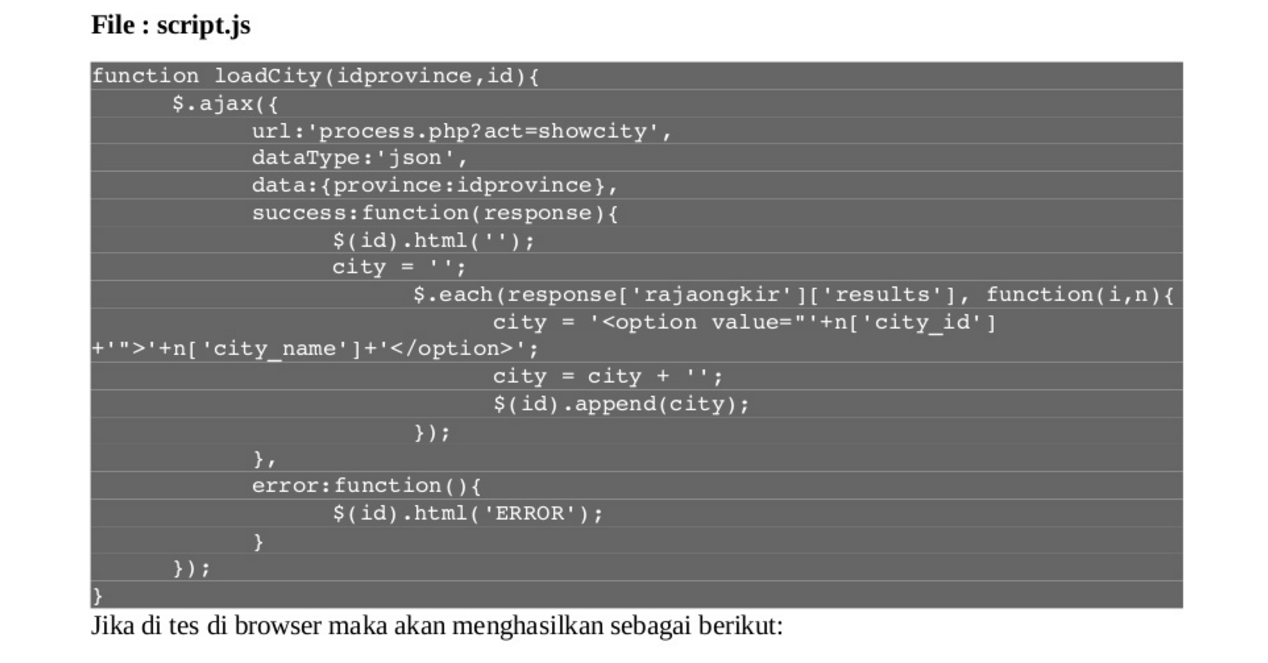 File : script.js
function loadCity(idprovince,id){
$.ajax({
url:'process.php?act=showcity',
dataType:'json',
data:{province:idprovince},
success:function(response){
$(id).html('');
city = '';
$.each(response['rajaongkir']['results'], function(i,n){
city = '<option value="'+n['city_id']
+'">'+n['city_name']+'</option>';
city = city + '';
$(id).append(city);
});
},
error:function(){
$(id).html('ERROR');
}
});
}
Jika di tes di browser maka akan menghasilkan sebagai berikut: